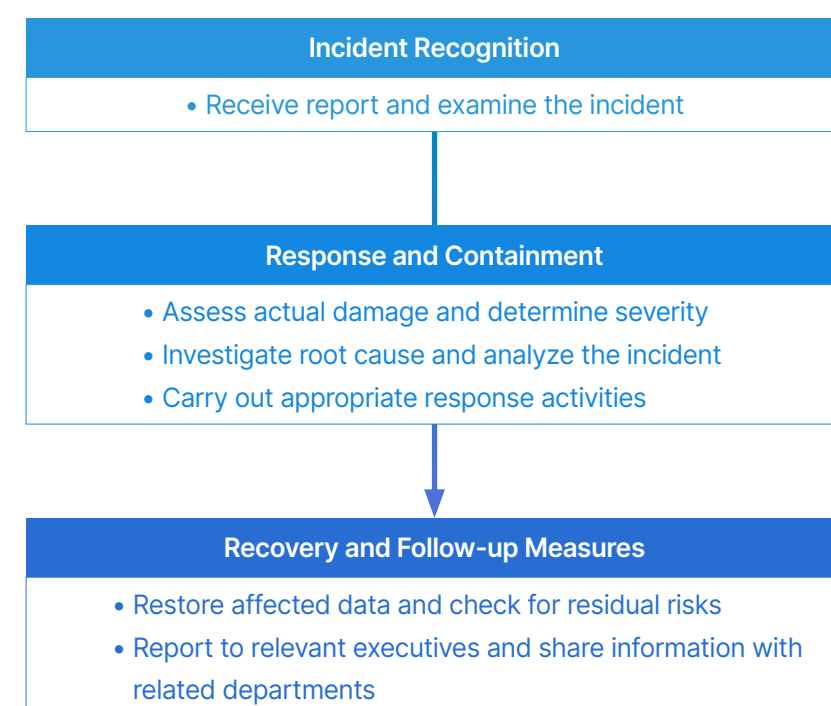 Incident Recognition
• Receive report and examine the incident
Response and Containment
• Assess actual damage and determine severity
• Investigate root cause and analyze the incident
• Carry out appropriate response activities
Recovery and Follow-up Measures
• Restore affected data and check for residual risks
• Report to relevant executives and share information with
related departments